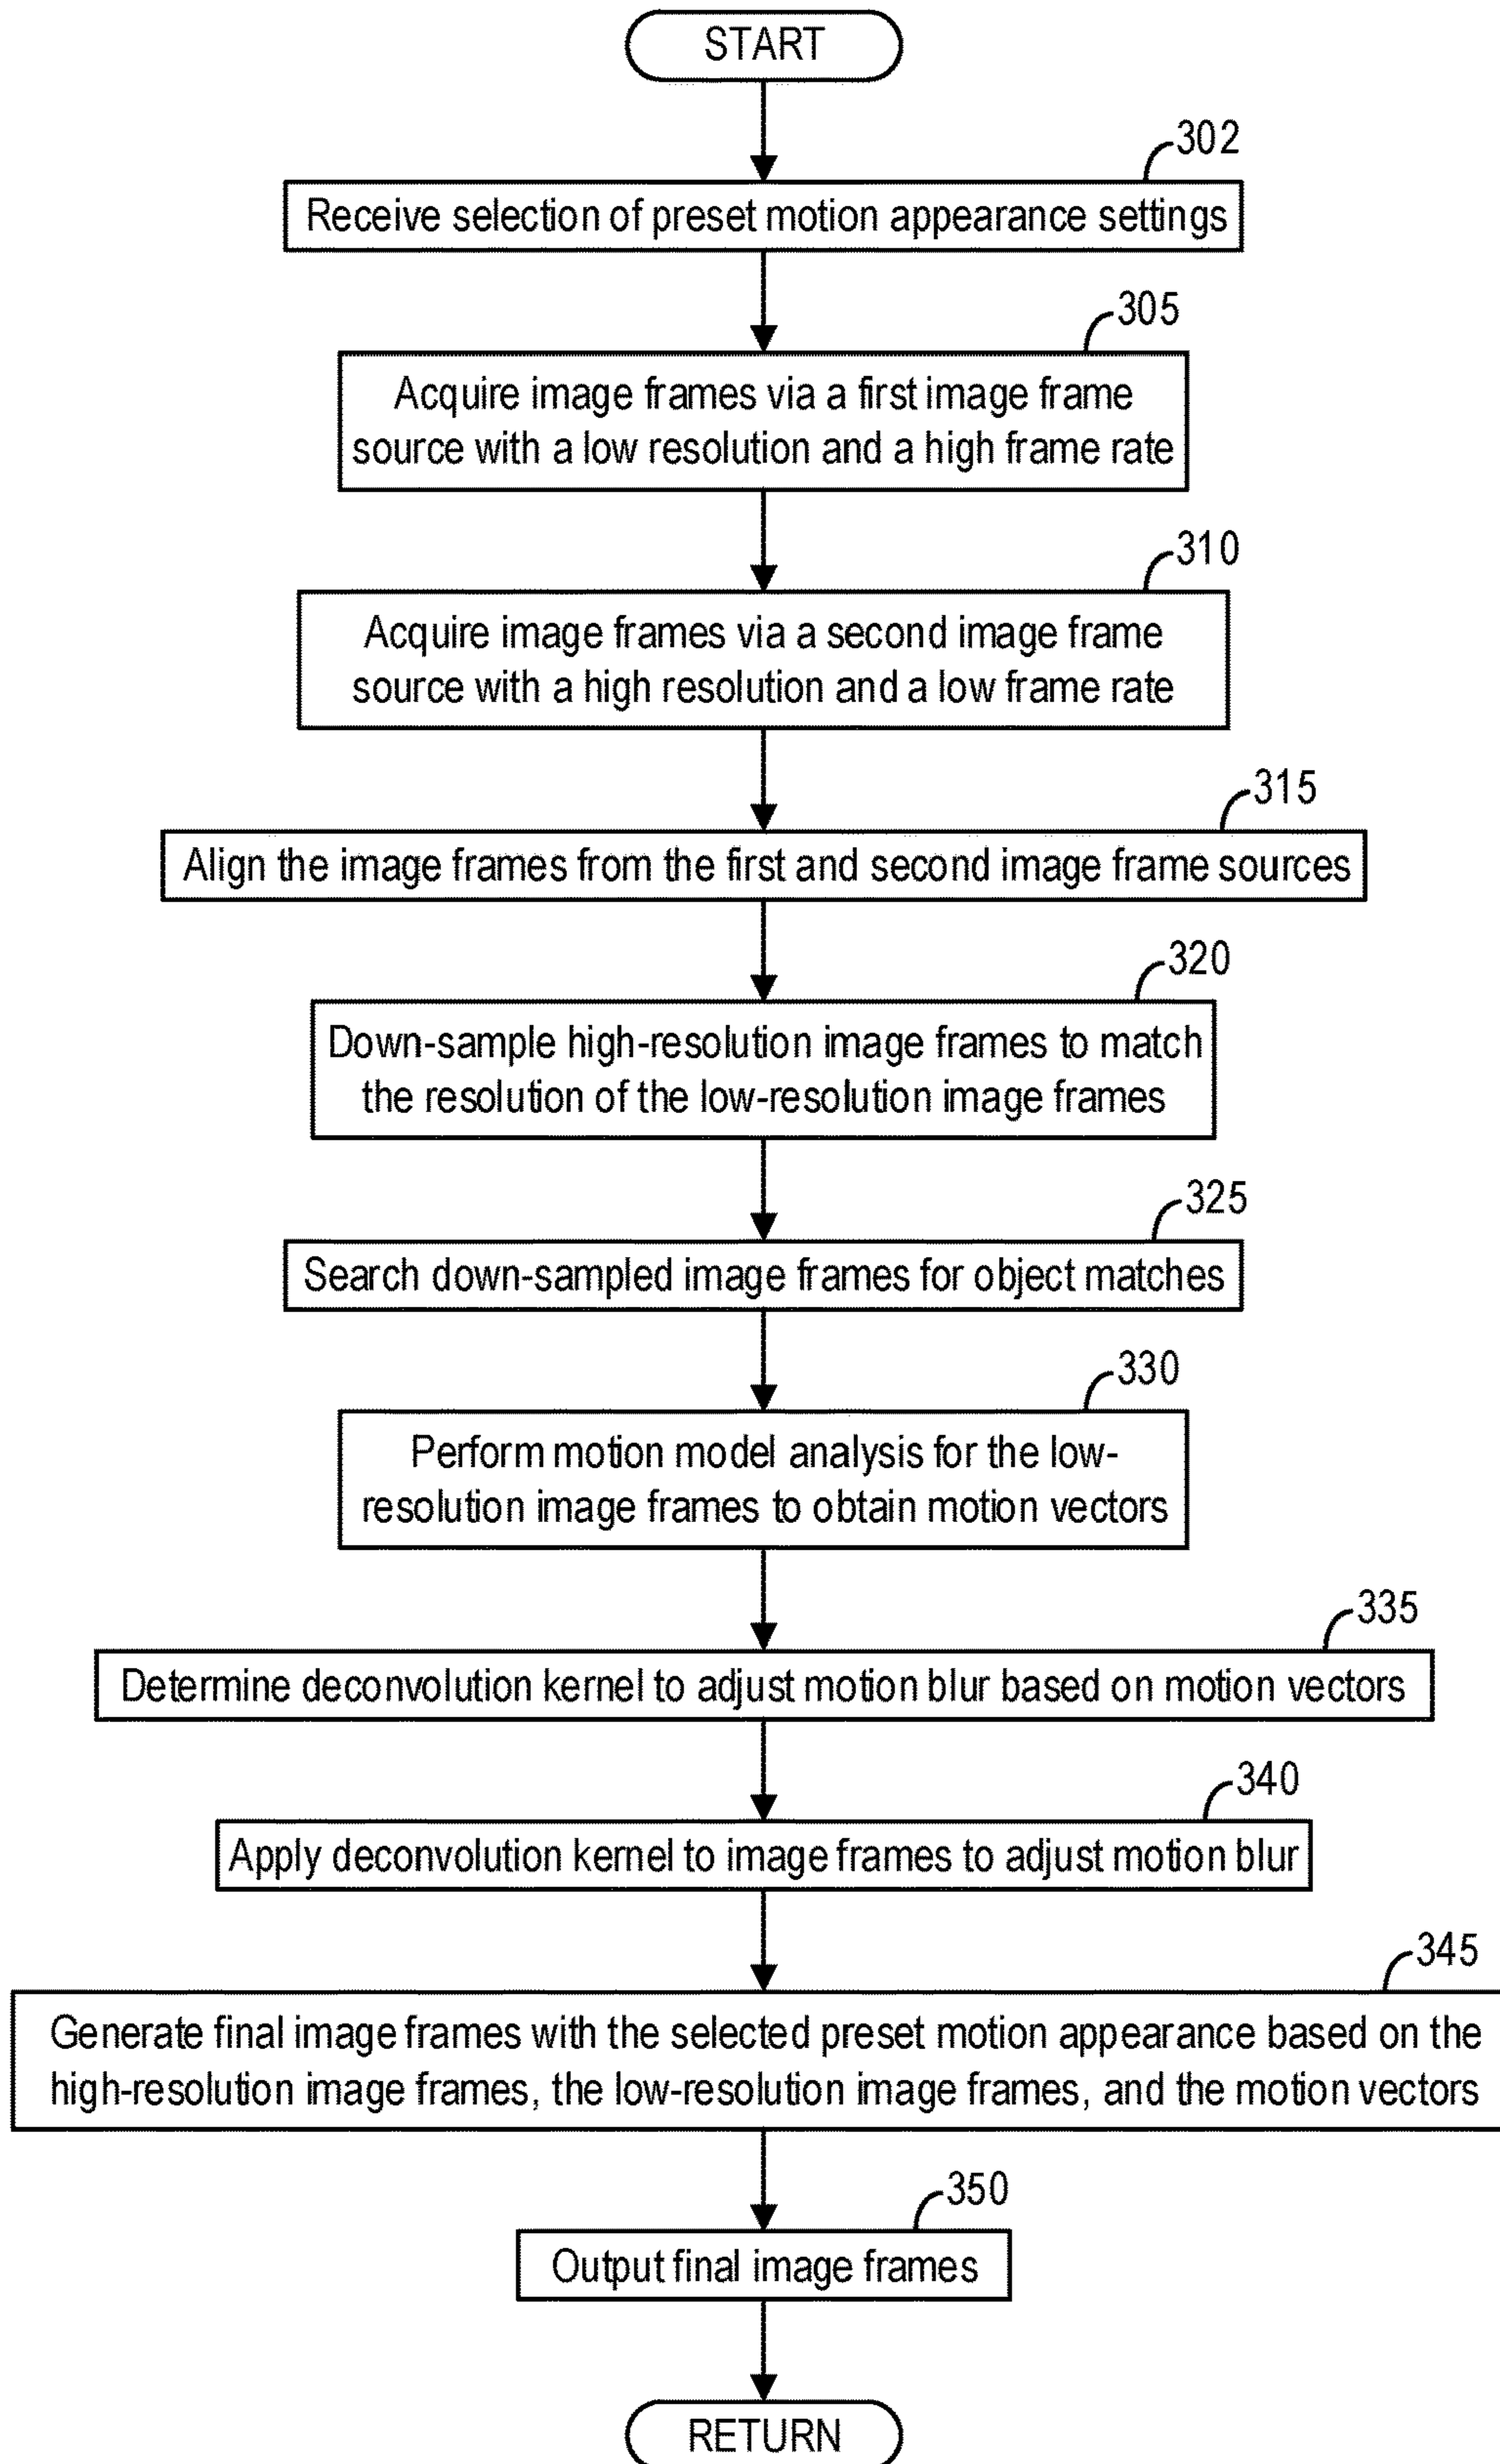 START
302
Receive selection of preset motion appearance settings
305
Acquire image frames via a first image frame
source with a low resolution and a high frame rate
310
Acquire image frames via a second image frame
source with a high resolution and a low frame rate
315
Align the image frames from the first and second image frame sources
320
Down-sample high-resolution image frames to match
the resolution of the low-resolution image frames
325
Search down-sampled image frames for object matches
330
Perform motion model analysis for the low-
resolution image frames to obtain motion vectors
335
Determine deconvolution kernel to adjust motion blur based on motion vectors
340
Apply deconvolution kernel to image frames to adjust motion blur
345
Generate final image frames with the selected preset motion appearance based on the
high-resolution image frames, the low-resolution image frames, and the motion vectors
350
Output final image frames
RETURN